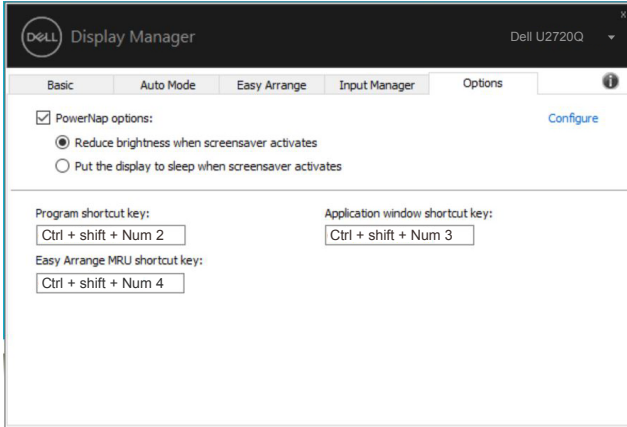 DELL Display Manager
Dell U2720Q
Basic Auto Mode Easy Arrange Input Manager Options
PowerNap options: Configure
Reduce brightness when screensaver activates
Put the display to sleep when screensaver activates
Program shortcut key: Application window shortcut key:
Ctrl + shift + Num 2 Ctrl + shift + Num 3
Easy Arrange MRU shortcut key:
Ctrl + shift + Num 4